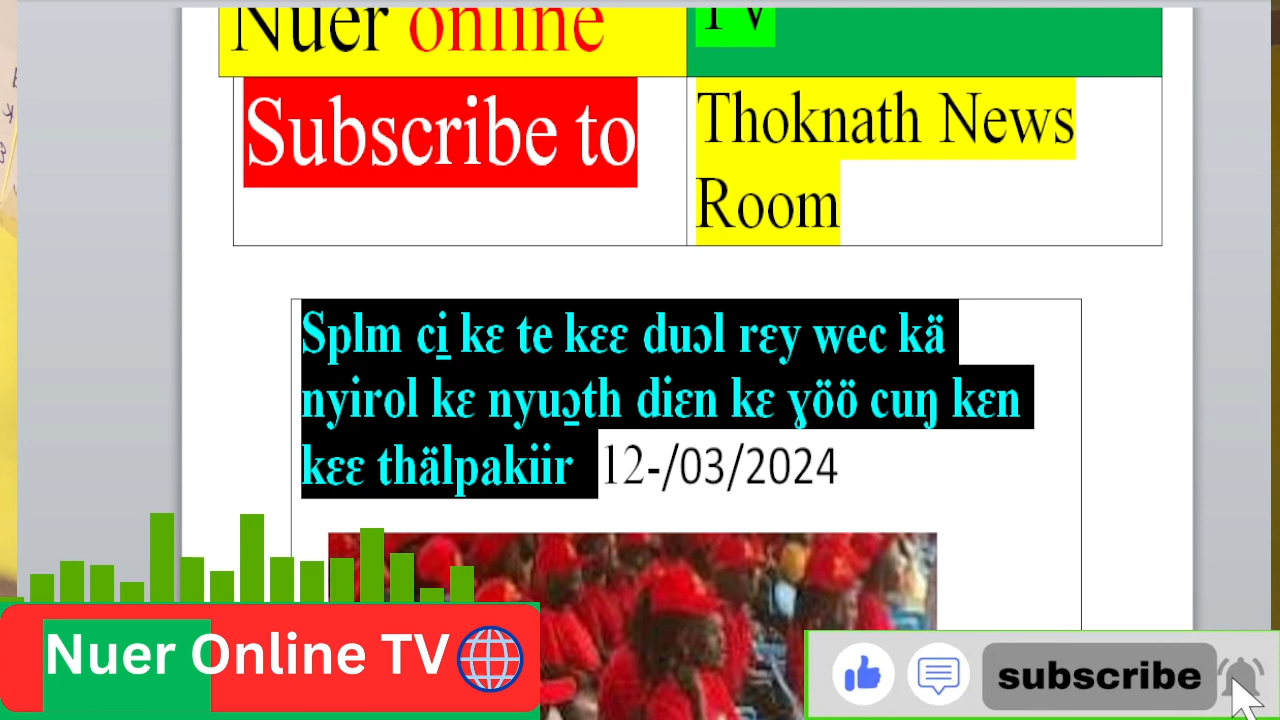 Nuer online
TV
Subscribe to
Thoknath News
Room
Splm ci̱ kɛ te kɛɛ duɔl rɛy wec kä
nyirol kɛ nyuɔ̱th diɛn kɛ ɣöö cuŋ kɛn
kɛɛ thälpakiir 12-/03/2024
Nuer Online TV
subscribe